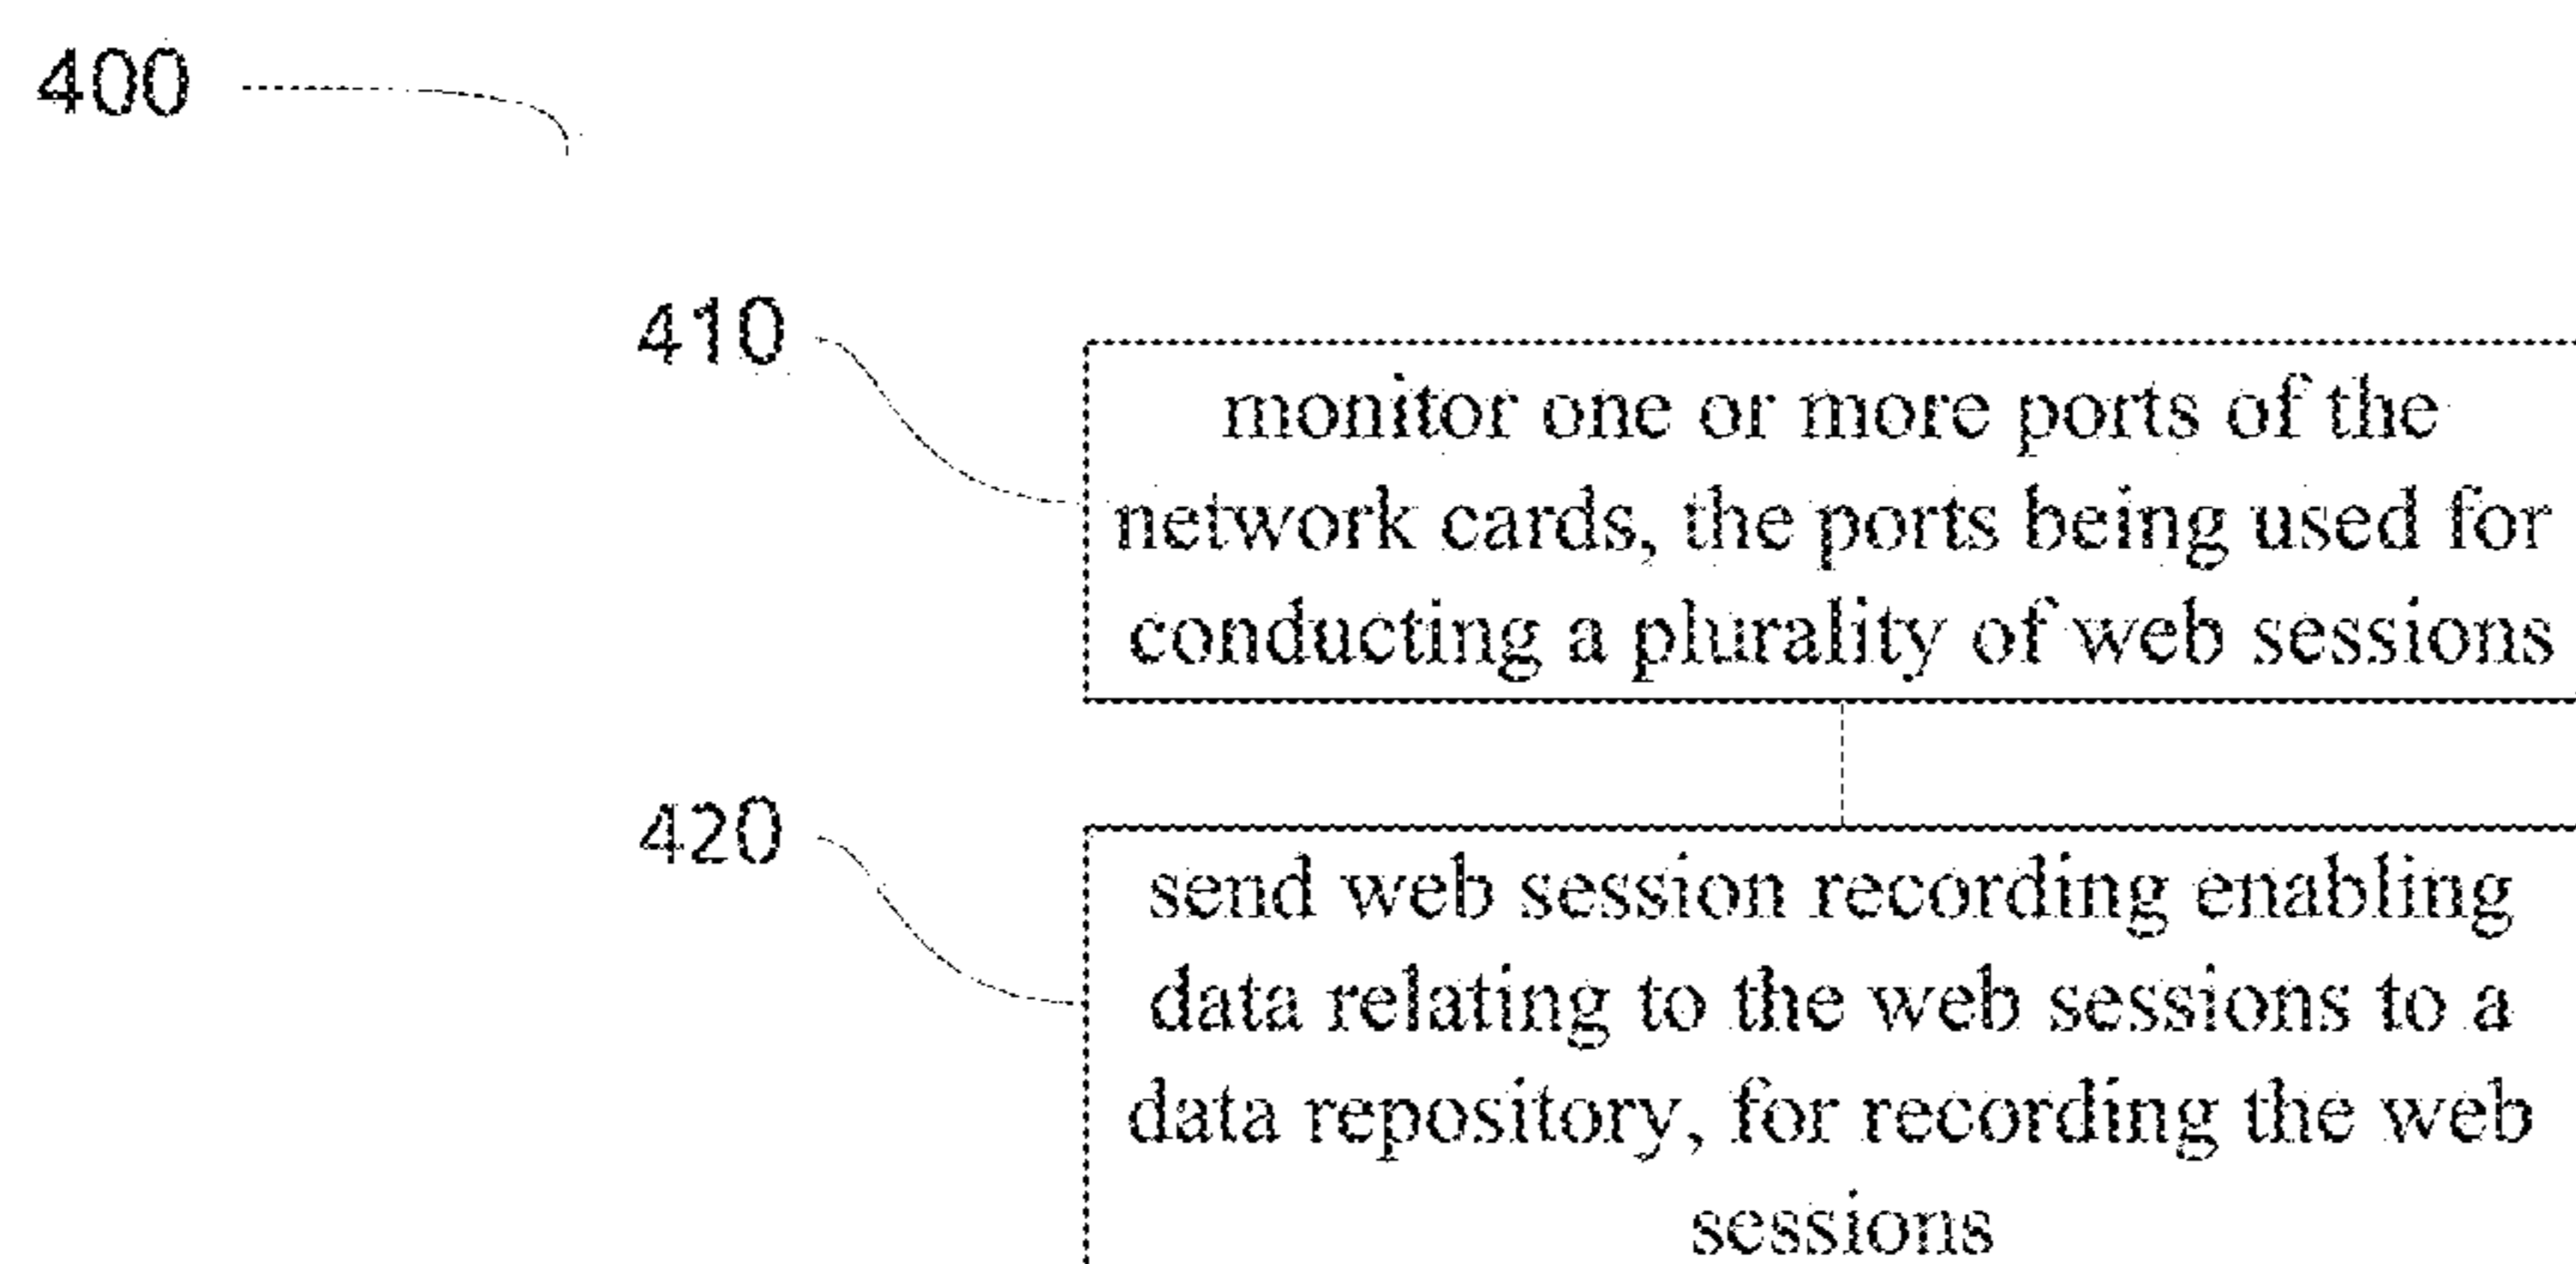 400
410
monitor one or more ports of the
network cards, the ports being used for
conducting a plurality of web sessions
420
send web session recording enabling
data relating to the web sessions to a
data repository, for recording the web
sessions